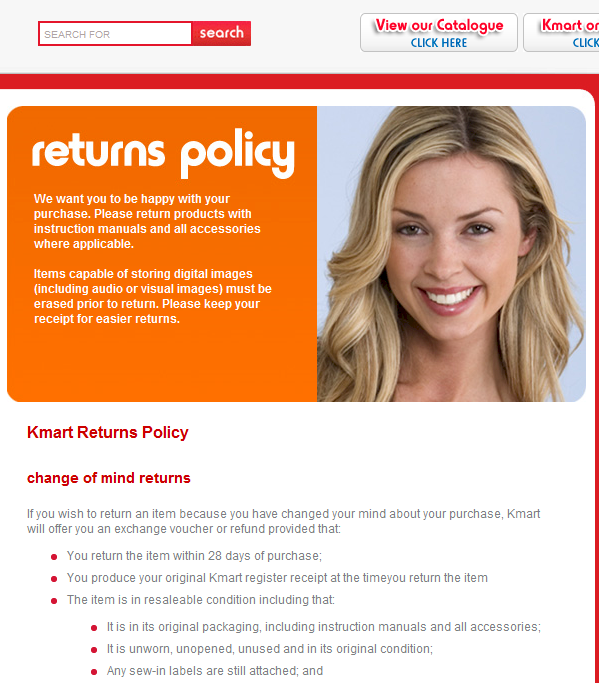 SEARCH FOR
search
View our Catalogue
CLICK HERE
Kmart
CLICK
returns policy
We want you to be happy with your
purchase. Please return products with
instruction manuals and all accessories
where applicable.
Items capable of storing digital images
(including audio or visual images) must be
erased prior to return. Please keep your
receipt for easier returns.
Kmart Returns Policy
change of mind returns
If you wish to return an item because you have changed your mind about your purchase, Kmart
will offer you an exchange voucher or refund provided that:
You return the item within 28 days of purchase;
You produce your original Kmart register receipt at the timeyou return the item
The item is in resaleable condition including that:
It is in its original packaging, including instruction manuals and all accessories;
It is unworn, unopened, unused and in its original condition;
Any sew-in labels are still attached; and